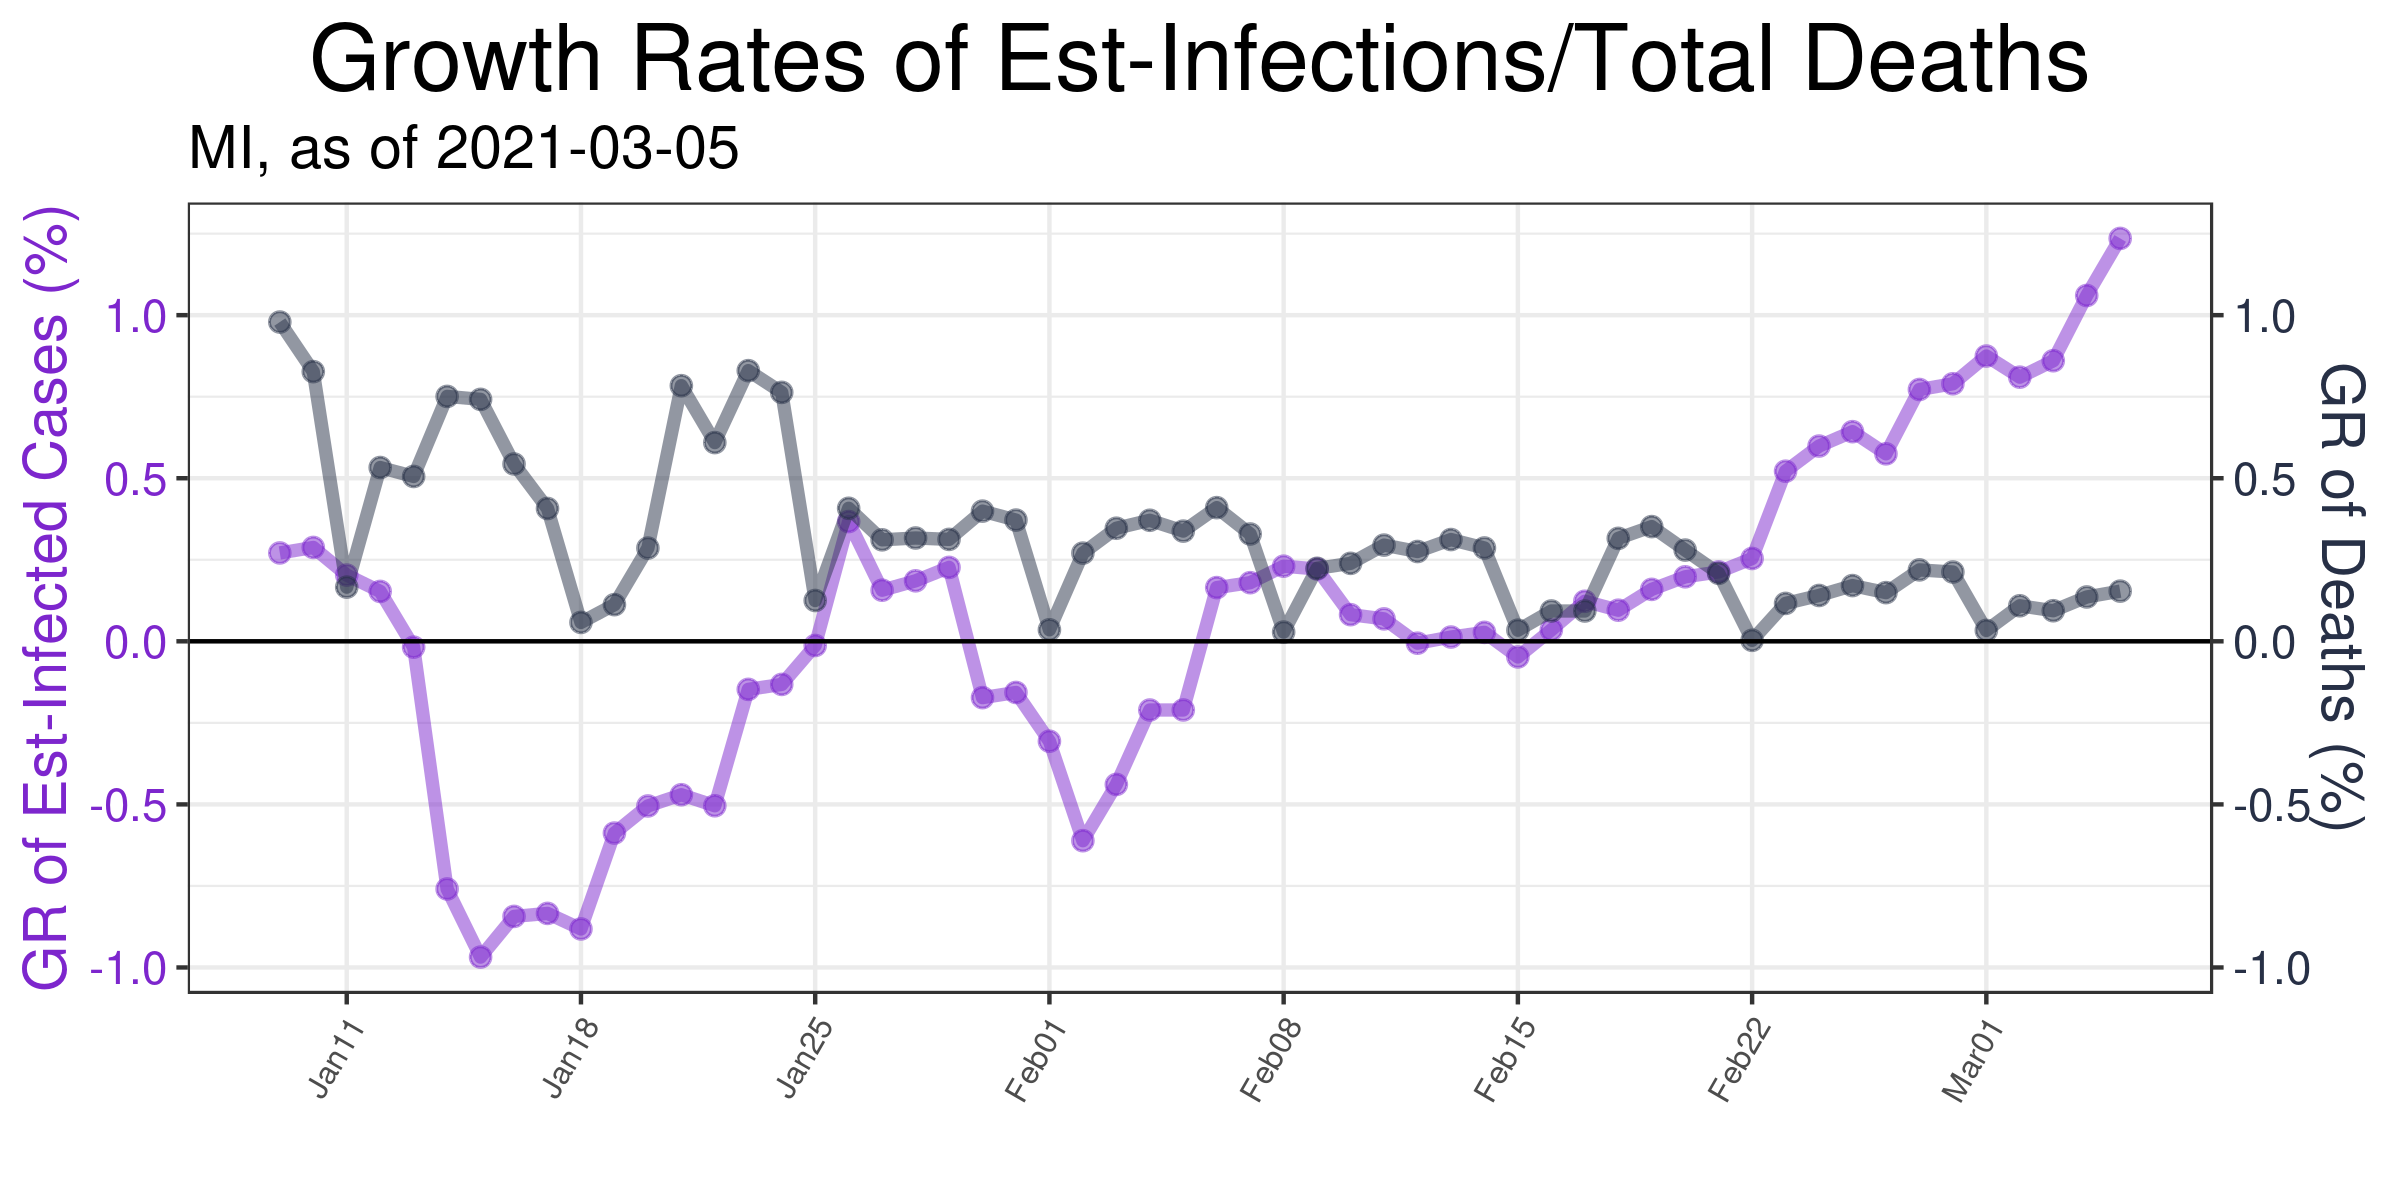 Growth Rates of Est-Infections/Total Deaths
MI, as of 2021-03-05
GR of Est-Infected Cases (%)
1.0
0.5
0.0
-0.5
-1.0
1.0
0.5
0.0
-0.5
-1.0
GR of Deaths (%)
Jan11
Jan18
Jan25
Feb01
Feb08
Feb15
Feb22
Mar01